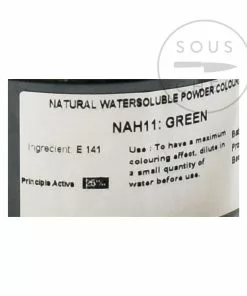 SOUS
NATURAL WATERSOLUBLE POWDER COLOUR
NAH11: GREEN
Ingredient: E 141
Use : To have a maximum
colouring effect, dilute in
a small quantity of
water before use.
Principle Activs 25%